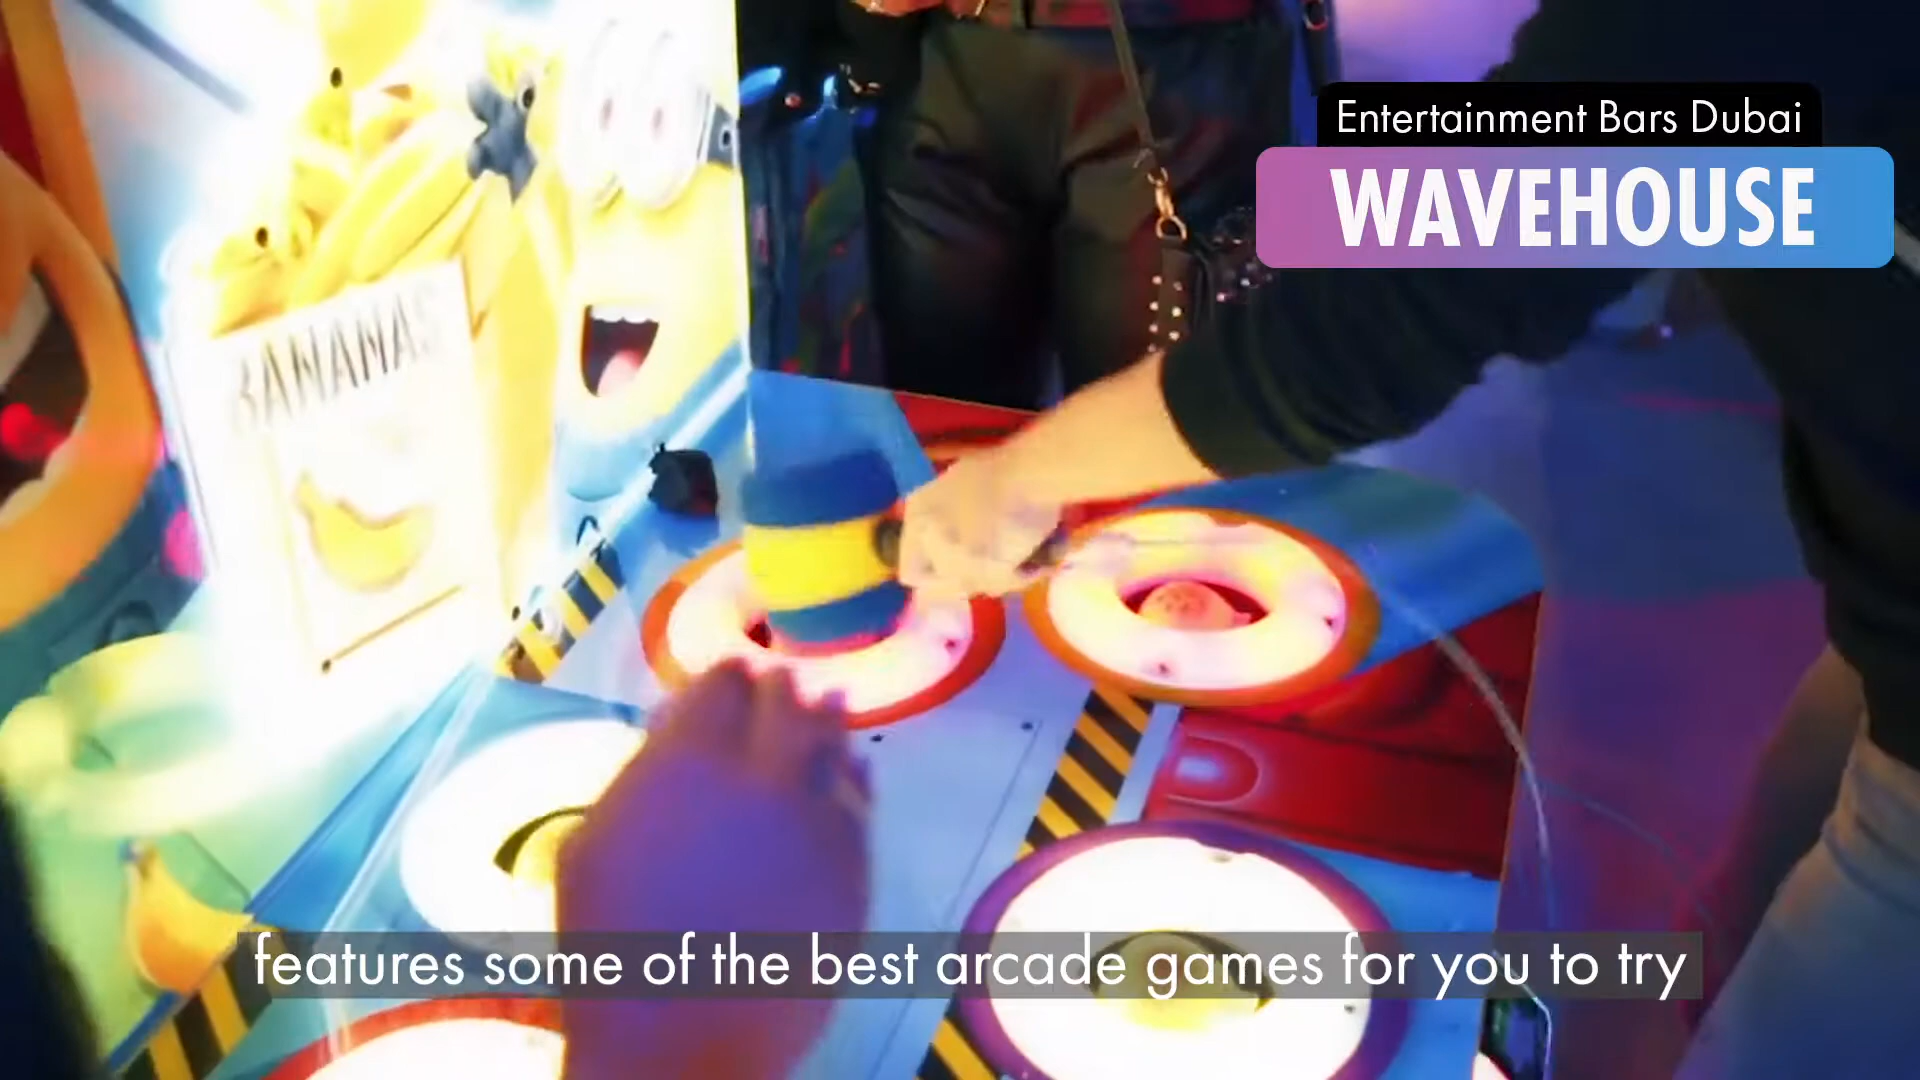 Entertainment Bars Dubai
WAVEHOUSE
BANANAS
features some of the best arcade games for you to try